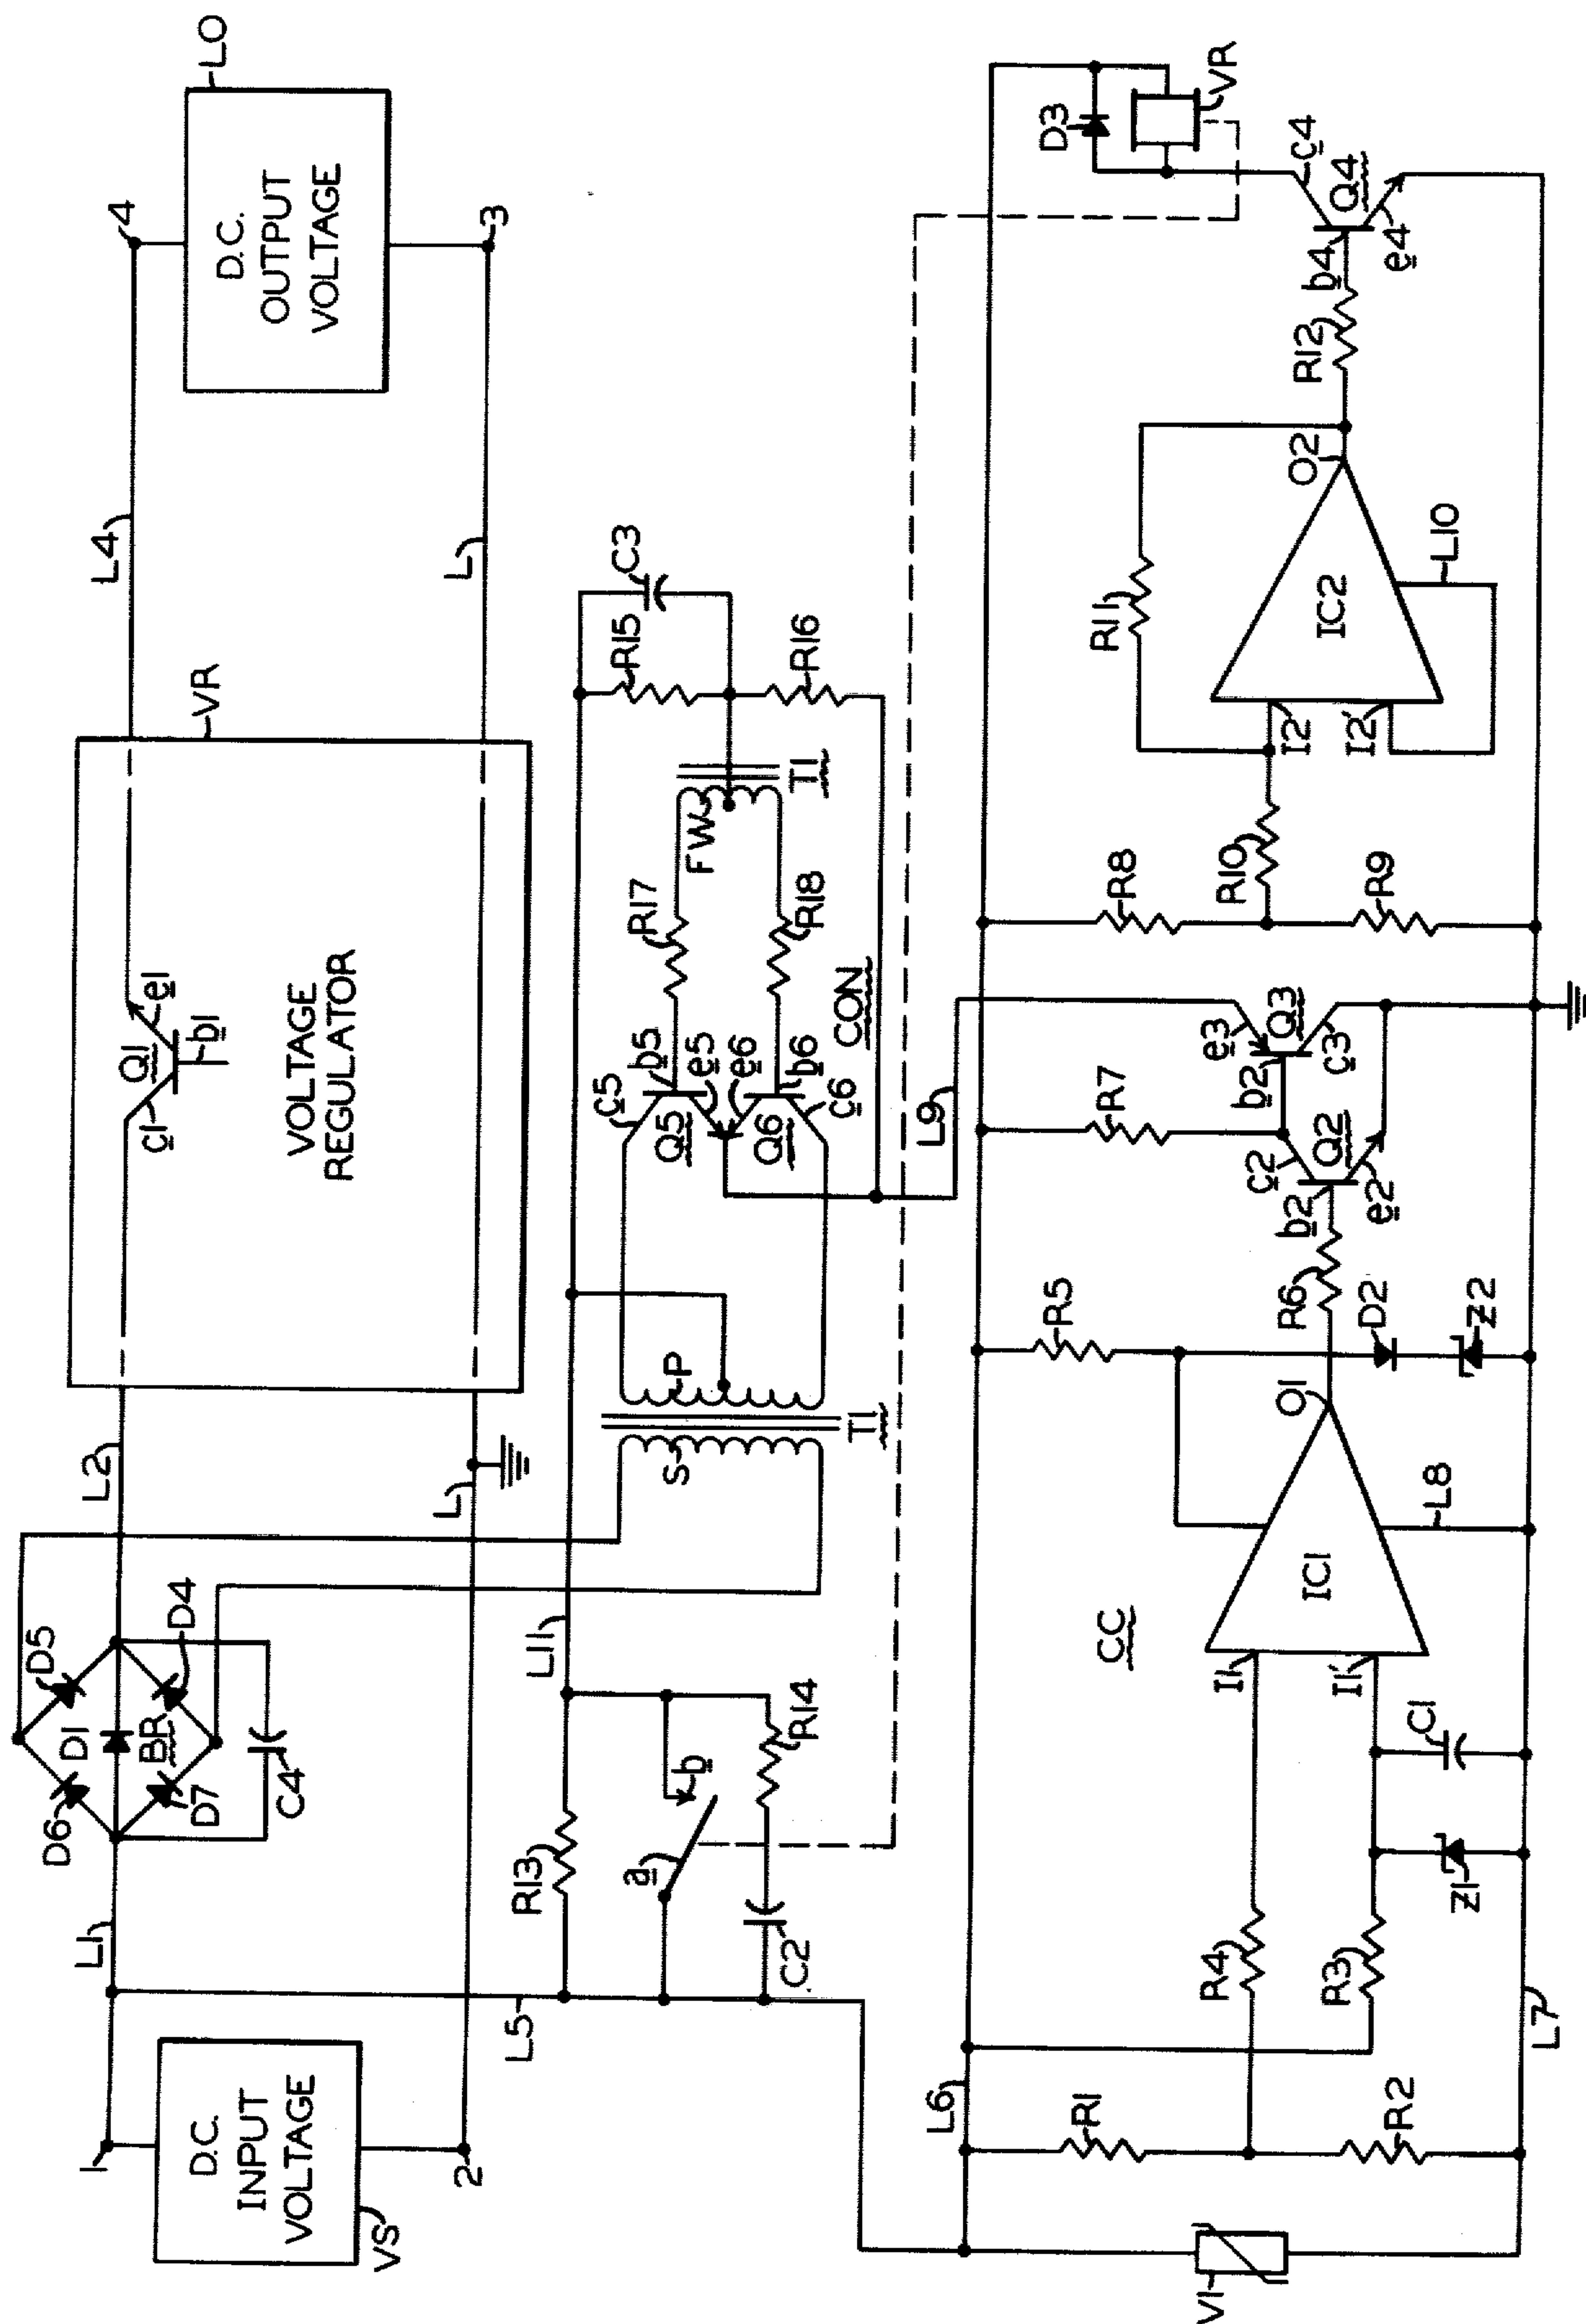 1
D.C.
INPUT
VOLTAGE
VS
2
L1
D6
D5
D1
BR
D7
D4
C4
L2
L
VOLTAGE
REGULATOR
c1
Q1
e1
b1
VR
L4
L
4
D.C.
OUTPUT
VOLTAGE
LO
3
L5
R13
a
b
C2
R14
L11
S
P
T1
c5
b5
Q5
e5
e6
Q6
b6
c6
R17
R18
CON
FW
T1
R15
C3
R16
L9
L6
V1
R1
R2
R4
R3
Z1
C1
L7
CC
I1
I1'
IC1
L8
O1
R5
R6
D2
Z2
R7
b2
c2
Q2
e2
b2
e3
Q3
c3
R8
R9
R10
R11
I2
I2'
IC2
L10
O2
R12
b4
Q4
c4
e4
D3
VR